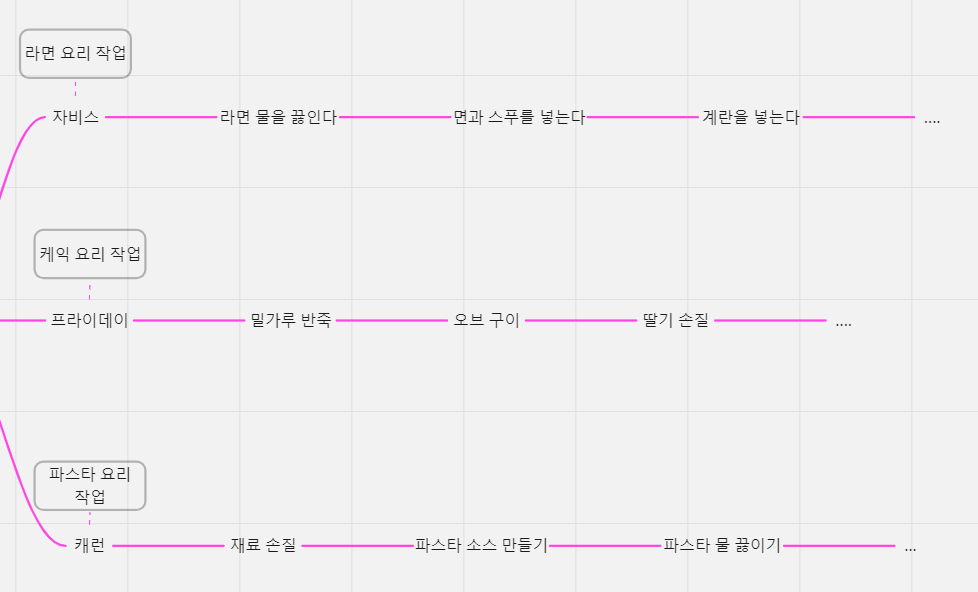 라면 요리 작업
자비스 라면 물을 끓인다 면과 스푸를 넣는다 계란을 넣는다 ....
케익 요리 작업
프라이데이 밀가루 반죽 오브 구이 딸기 손질 ....
파스타 요리
작업
캐런 재료 손질 파스타 소스 만들기 파스타 물 끓이기 ...